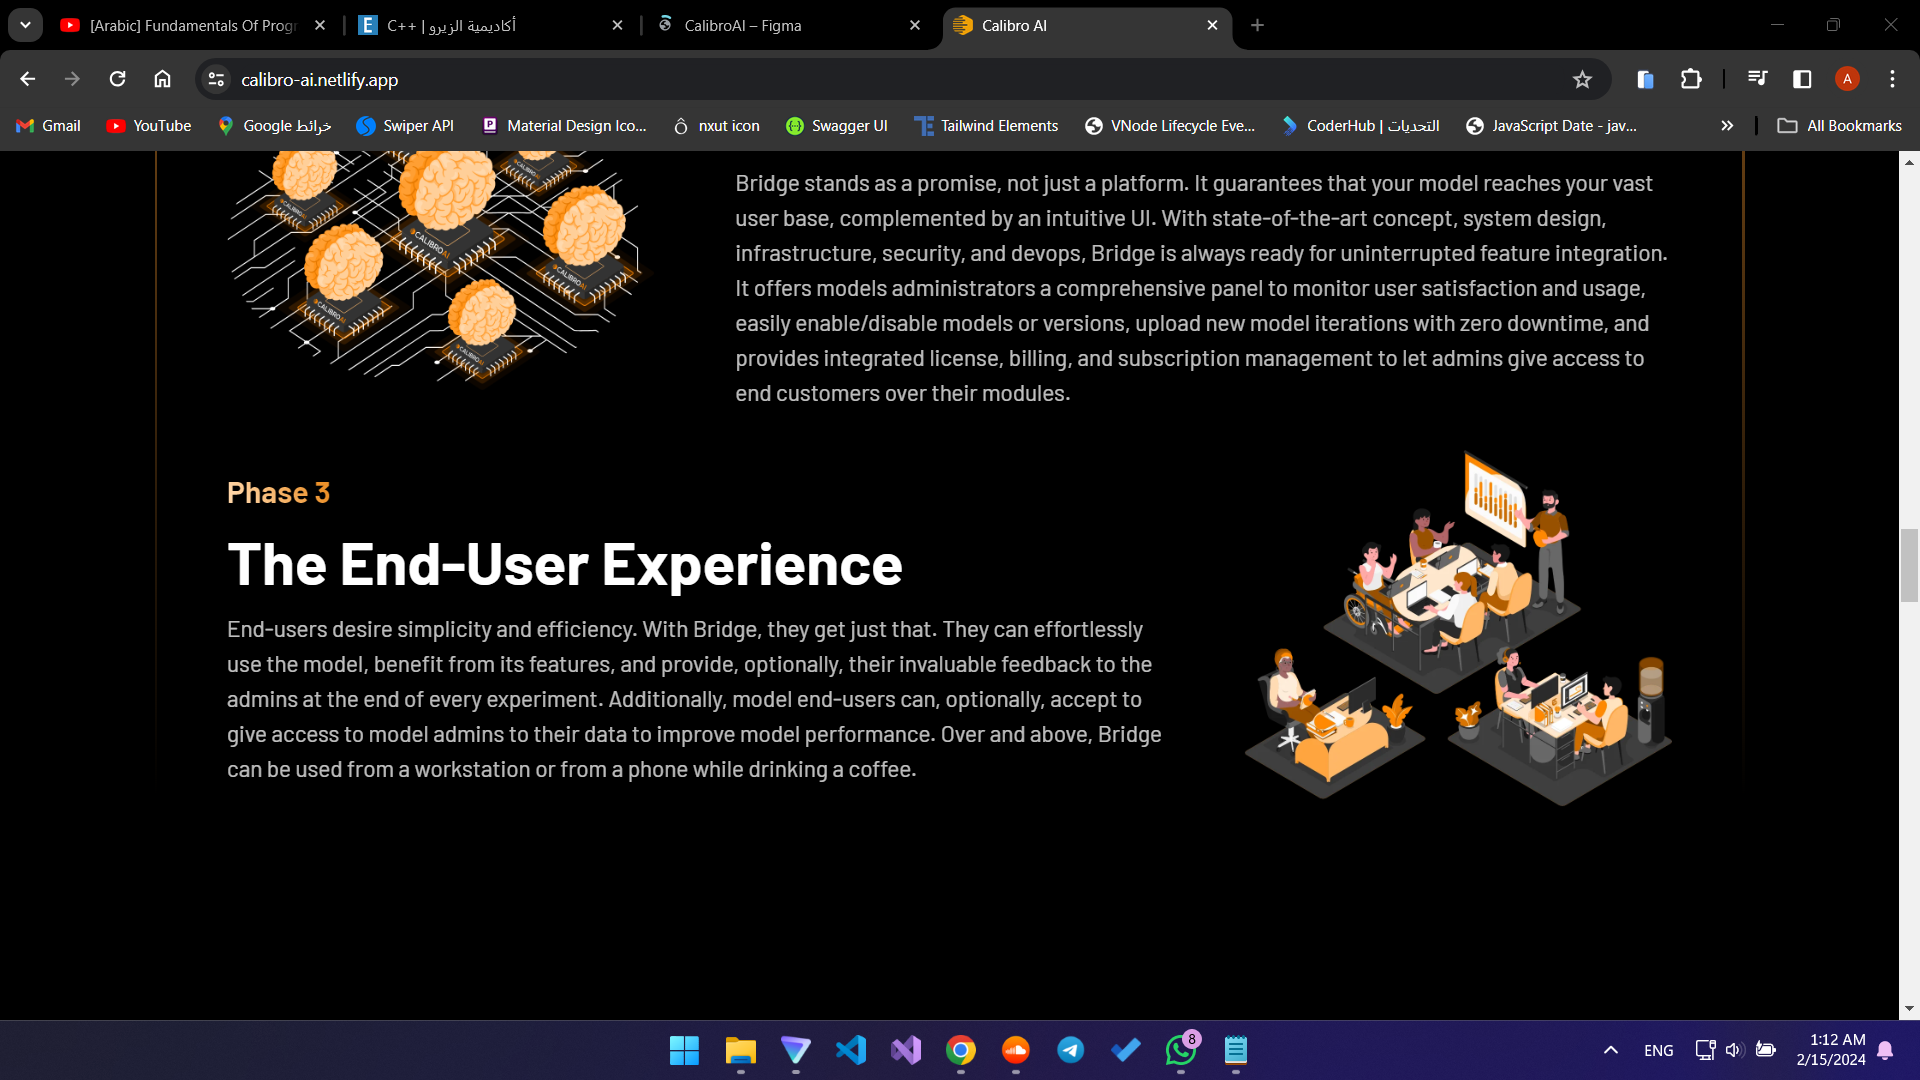 [Arabic] Fundamentals Of Progr
C++ | أكاديمية الزيرو
CalibroAI – Figma
Calibro AI
calibro-ai.netlify.app
A
Gmail
YouTube
Google خرائط
Swiper API
Material Design Ico...
nxut icon
Swagger UI
Tailwind Elements
VNode Lifecycle Eve...
CoderHub | التحديات
JavaScript Date - jav...
All Bookmarks
Bridge stands as a promise, not just a platform. It guarantees that your model reaches your vast
user base, complemented by an intuitive UI. With state-of-the-art concept, system design,
infrastructure, security, and devops, Bridge is always ready for uninterrupted feature integration.
It offers models administrators a comprehensive panel to monitor user satisfaction and usage,
easily enable/disable models or versions, upload new model iterations with zero downtime, and
provides integrated license, billing, and subscription management to let admins give access to
end customers over their modules.
CALIBROAI
CALIBROAI
CALIBROAI
CALIBROAI
CALIBROAI
CALIBROAI
Phase 3
The End-User Experience
End-users desire simplicity and efficiency. With Bridge, they get just that. They can effortlessly
use the model, benefit from its features, and provide, optionally, their invaluable feedback to the
admins at the end of every experiment. Additionally, model end-users can, optionally, accept to
give access to model admins to their data to improve model performance. Over and above, Bridge
can be used from a workstation or from a phone while drinking a coffee.
8
ENG
1:12 AM
2/15/2024